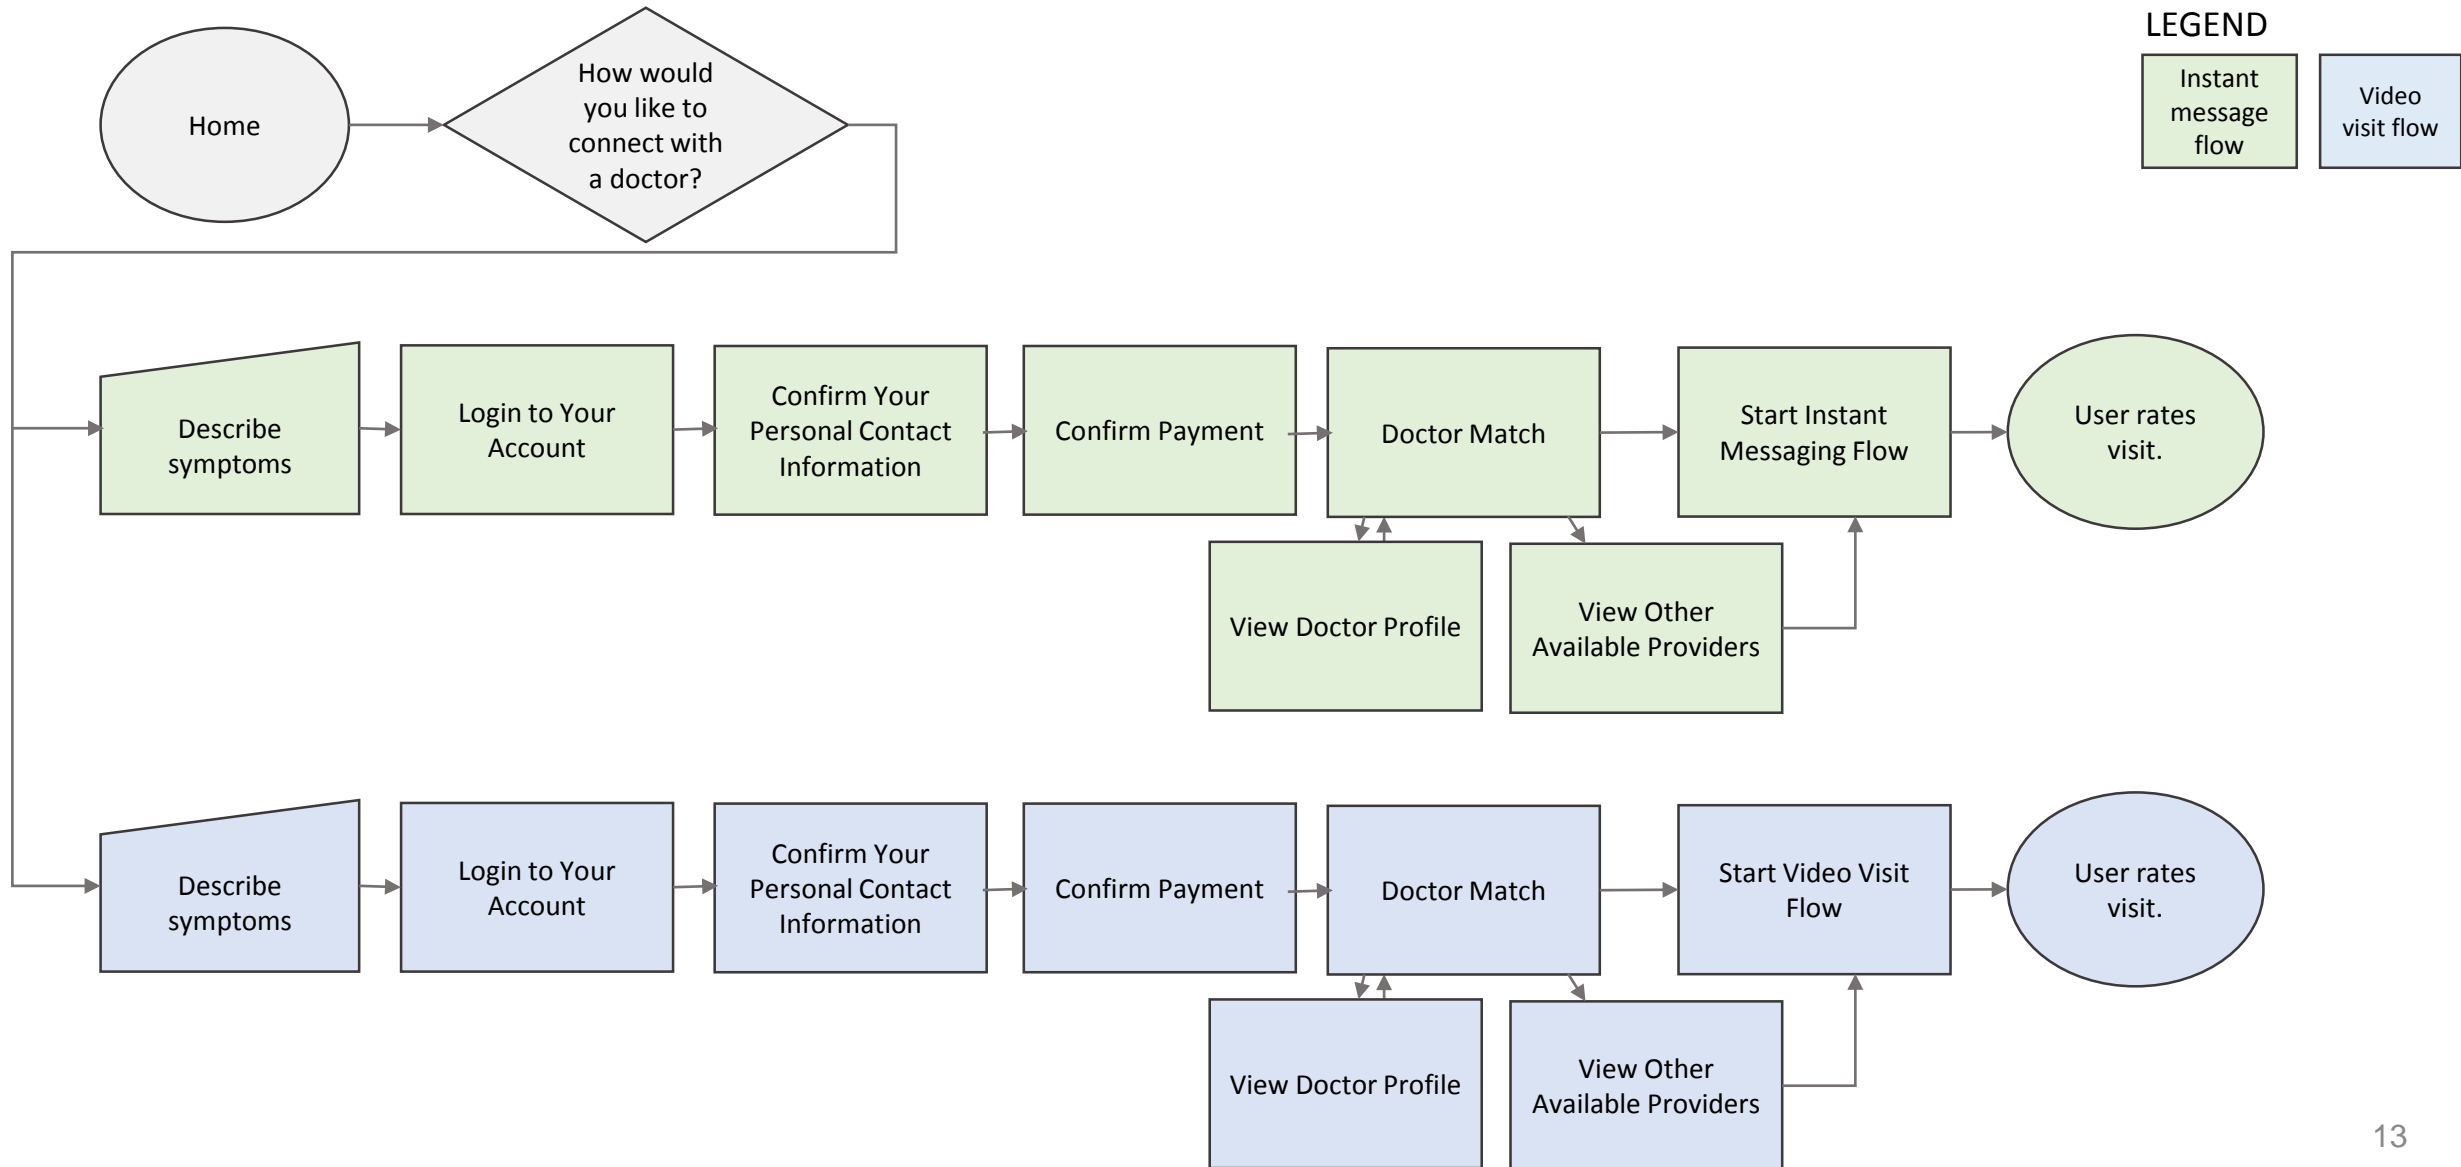 LEGEND
Instant
message
flow
Video
visit flow
Home
How would
you like to
connect with
a doctor?
Describe
symptoms
Login to Your
Account
Confirm Your
Personal Contact
Information
Confirm Payment
Doctor Match
Start Instant
Messaging Flow
User rates
visit.
View Doctor Profile
View Other
Available Providers
Describe
symptoms
Login to Your
Account
Confirm Your
Personal Contact
Information
Confirm Payment
Doctor Match
Start Video Visit
Flow
User rates
visit.
View Doctor Profile
View Other
Available Providers
13